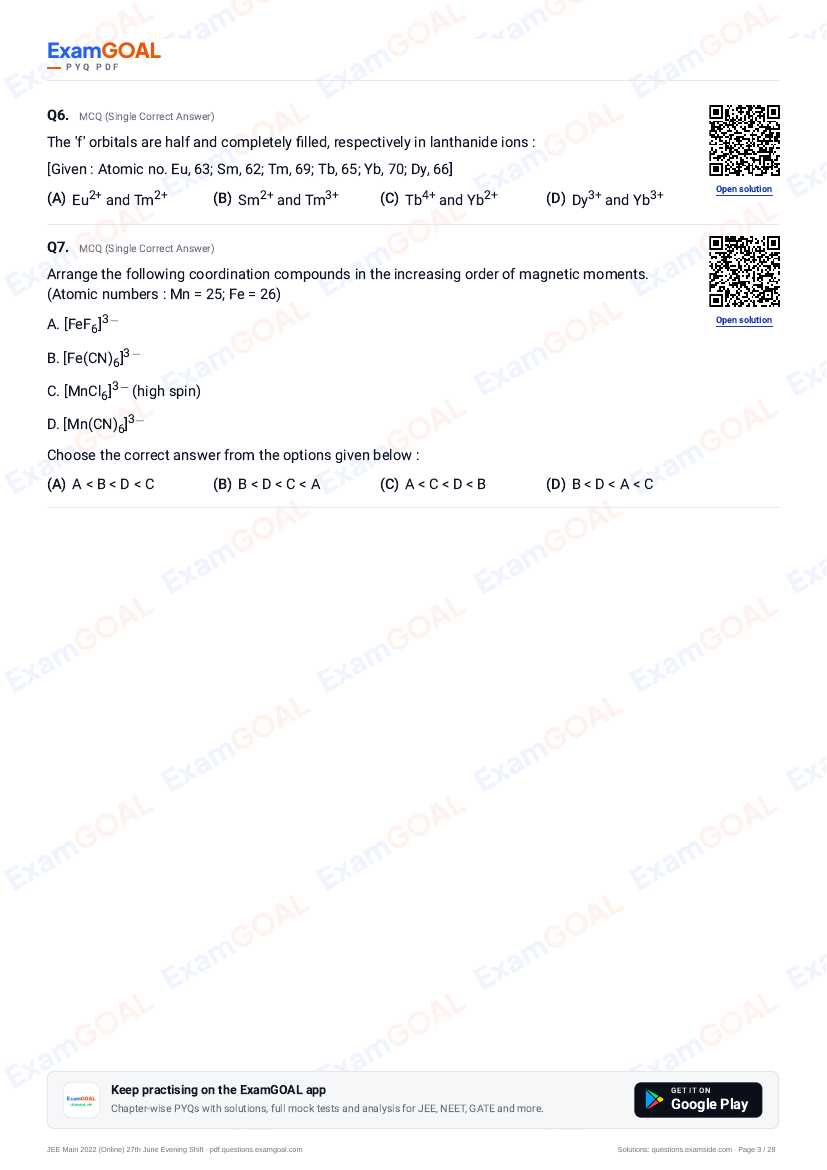 ExamGOAL
PYQ PDF
Q6. MCQ (Single Correct Answer)
The 'f' orbitals are half and completely filled, respectively in lanthanide ions :
[Given : Atomic no. Eu, 63; Sm, 62; Tm, 69; Tb, 65; Yb, 70; Dy, 66]
(A) Eu²⁺ and Tm²⁺ (B) Sm²⁺ and Tm³⁺ (C) Tb⁴⁺ and Yb²⁺ (D) Dy³⁺ and Yb³⁺
Open solution
Q7. MCQ (Single Correct Answer)
Arrange the following coordination compounds in the increasing order of magnetic moments.
(Atomic numbers : Mn = 25; Fe = 26)
A. [FeF₆]³⁻
B. [Fe(CN)₆]³⁻
C. [MnCl₆]³⁻ (high spin)
D. [Mn(CN)₆]³⁻
Choose the correct answer from the options given below :
(A) A < B < D < C (B) B < D < C < A (C) A < C < D < B (D) B < D < A < C
Open solution
ExamGOAL
Keep practising on the ExamGOAL app
Chapter-wise PYQs with solutions, full mock tests and analysis for JEE, NEET, GATE and more.
GET IT ON
Google Play
JEE Main 2022 (Online) 27th June Evening Shift · pdf.questions.examgoal.com
Solutions: questions.examside.com · Page 3 / 28